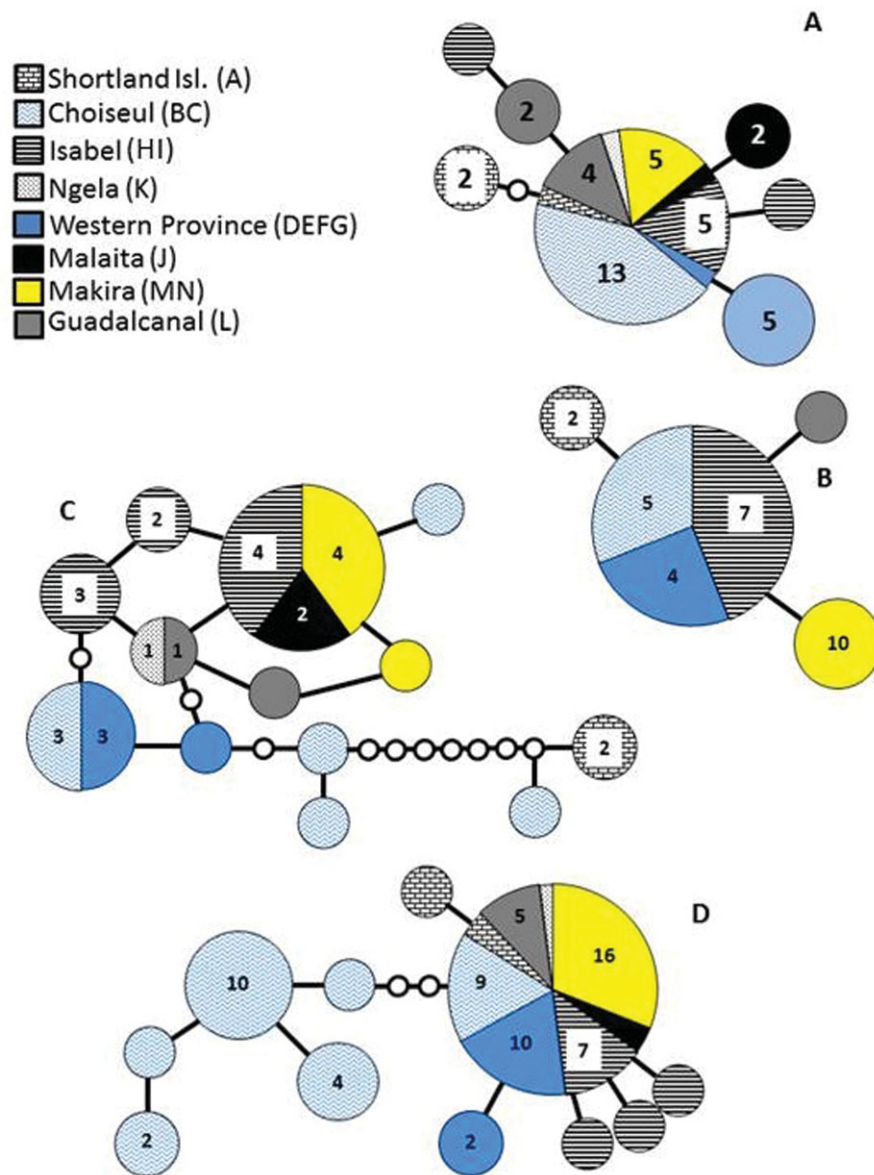 A
Shortland Isl. (A)
Choiseul (BC)
Isabel (HI)
Ngela (K)
Western Province (DEFG)
Malaita (J)
Makira (MN)
Guadalcanal (L)
2
2
5
4
2
5
13
5
B
2
5
7
4
10
C
2
4
4
3
2
1
1
3
3
2
D
5
16
9
10
10
7
4
2
2